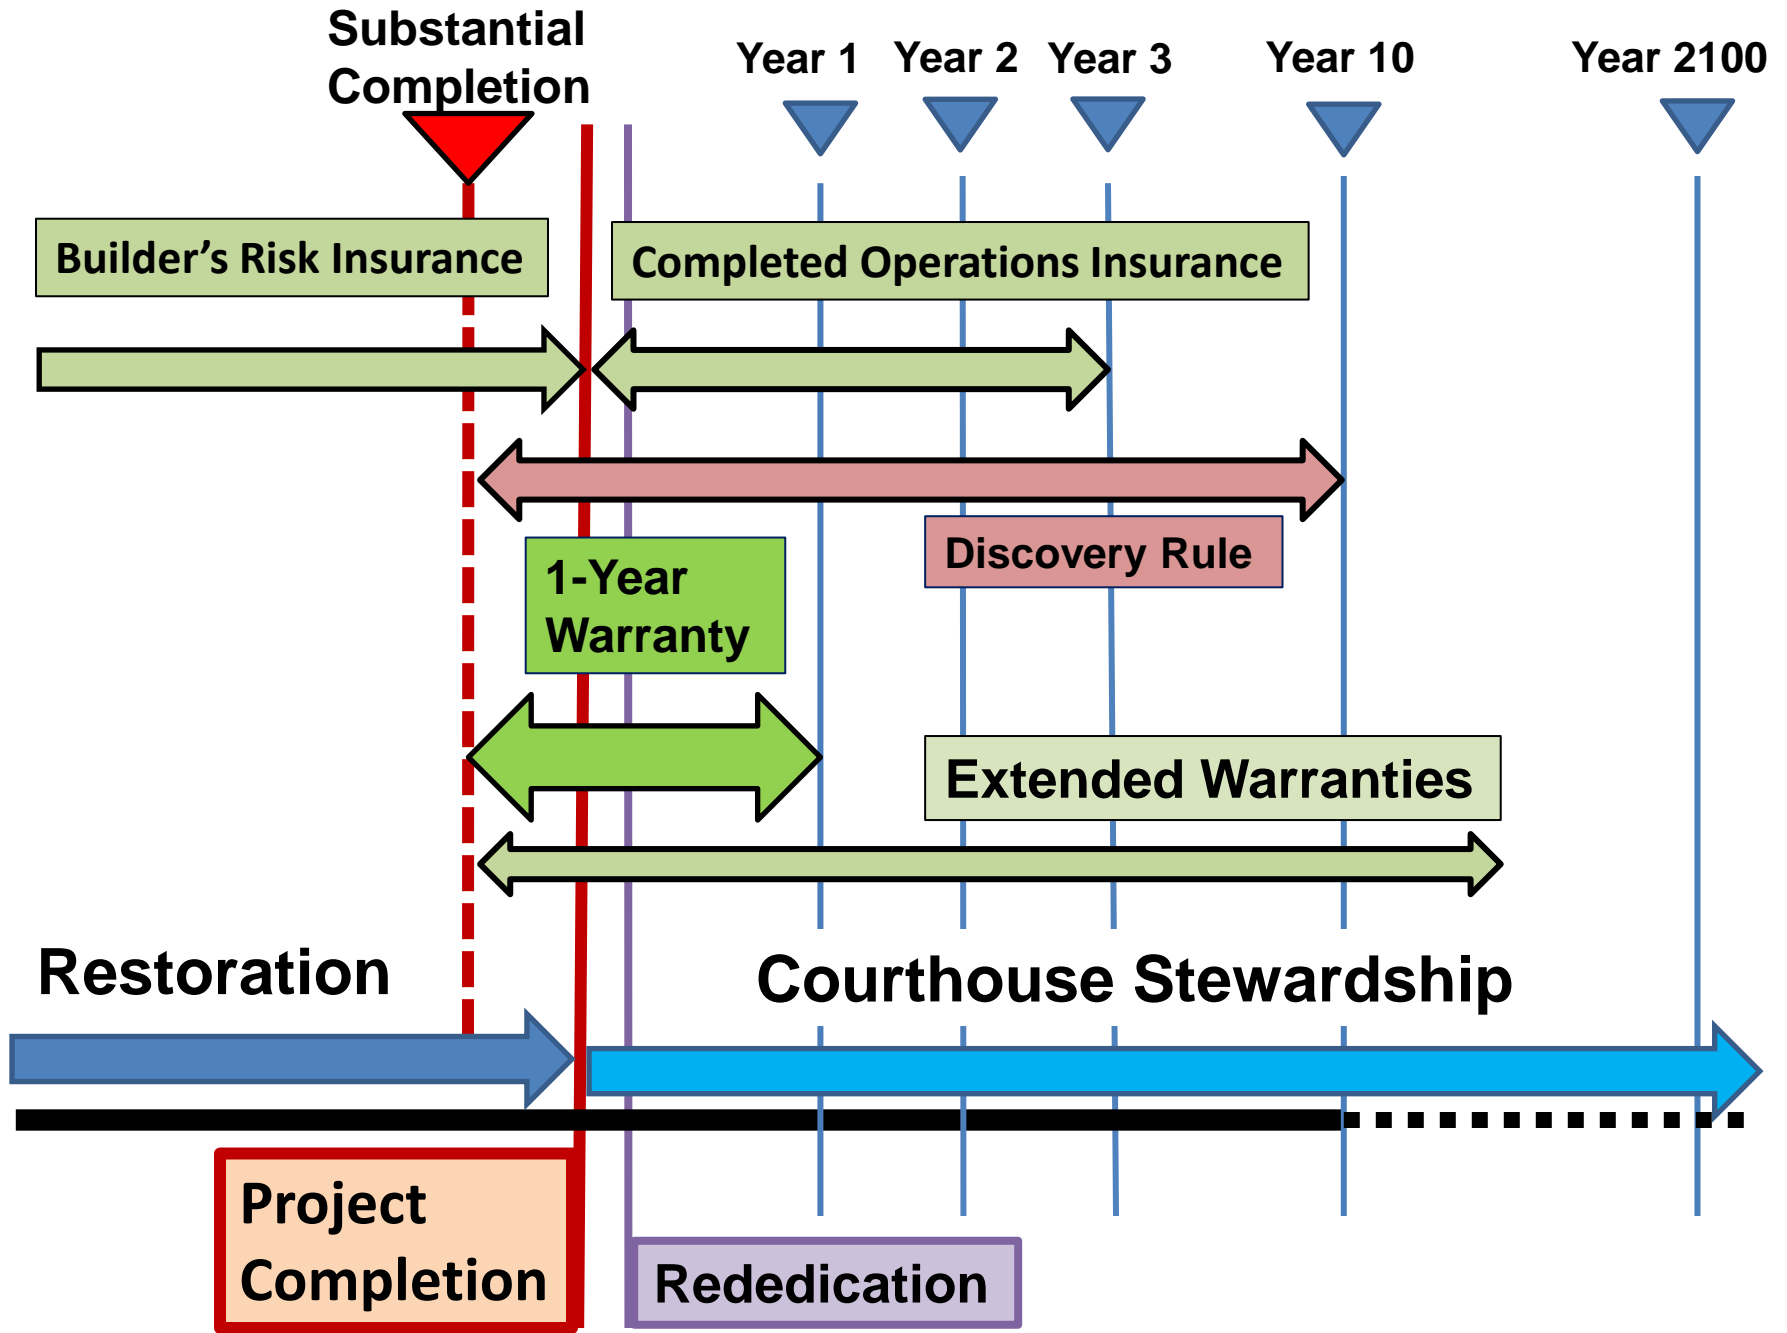 Substantial
Completion
Year 1
Year 2
Year 3
Year 10
Year 2100
Builder’s Risk Insurance
Completed Operations Insurance
Discovery Rule
1-Year
Warranty
Extended Warranties
Restoration
Courthouse Stewardship
Project
Completion
Rededication